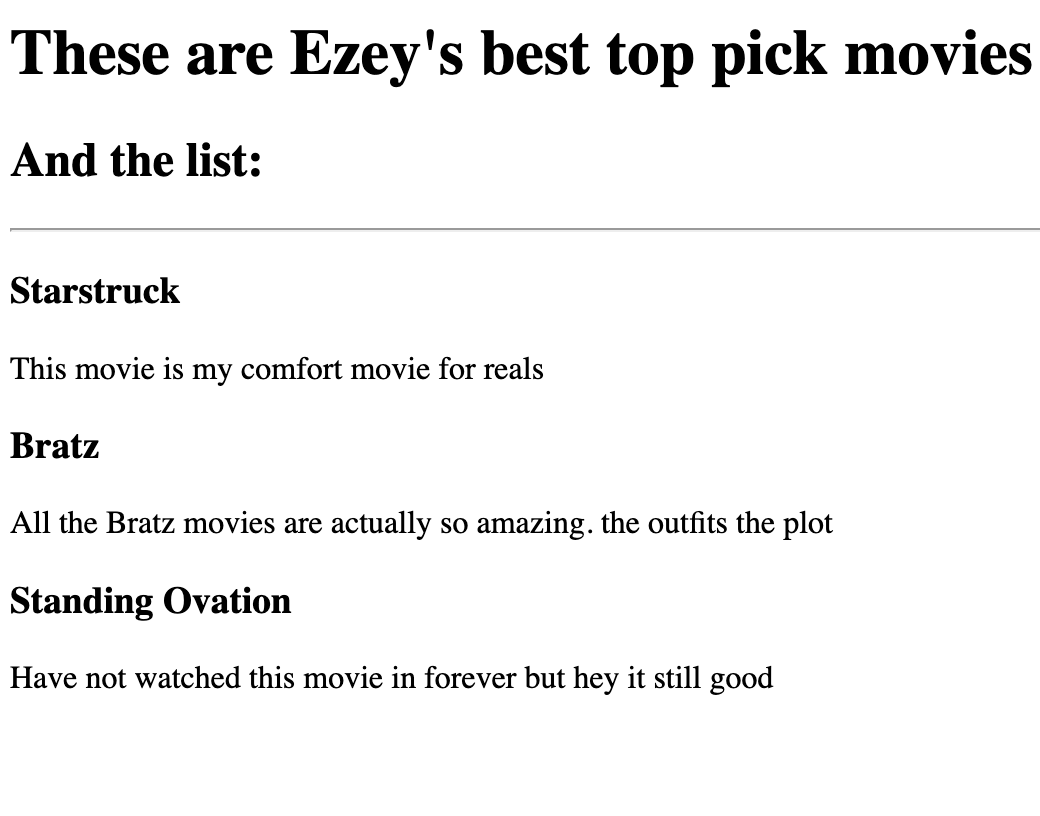 These are Ezey's best top pick movies
And the list:
Starstruck
This movie is my comfort movie for reals
Bratz
All the Bratz movies are actually so amazing. the outfits the plot
Standing Ovation
Have not watched this movie in forever but hey it still good